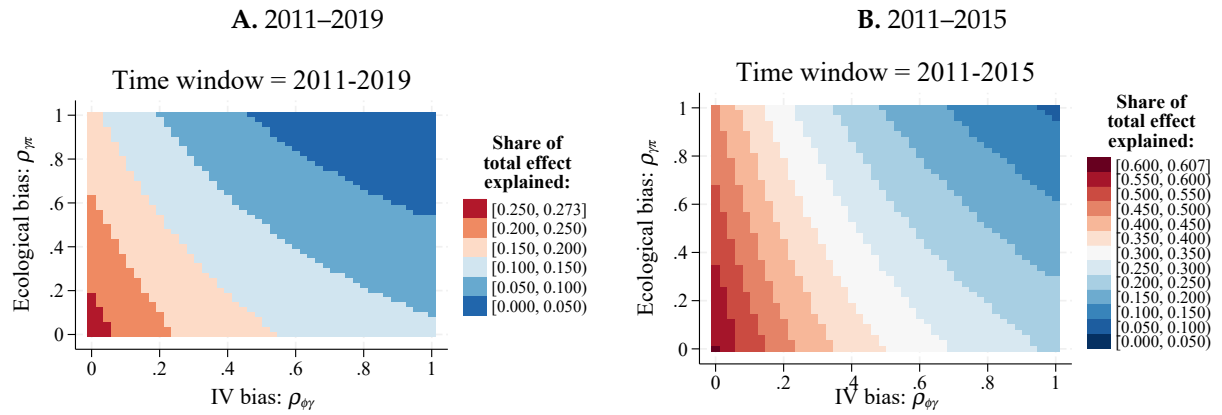 A. 2011–2019
Time window = 2011-2019
Ecological bias: ργπ
1
.8
.6
.4
.2
0
0 .2 .4 .6 .8 1
IV bias: ρϕγ
Share of
total effect
explained:
[0.250, 0.273]
[0.200, 0.250)
[0.150, 0.200)
[0.100, 0.150)
[0.050, 0.100)
[0.000, 0.050)
B. 2011–2015
Time window = 2011-2015
Ecological bias: ργπ
1
.8
.6
.4
.2
0
0 .2 .4 .6 .8 1
IV bias: ρϕγ
Share of
total effect
explained:
[0.600, 0.607]
[0.550, 0.600)
[0.500, 0.550)
[0.450, 0.500)
[0.400, 0.450)
[0.350, 0.400)
[0.300, 0.350)
[0.250, 0.300)
[0.200, 0.250)
[0.150, 0.200)
[0.100, 0.150)
[0.050, 0.100)
[0.000, 0.050)